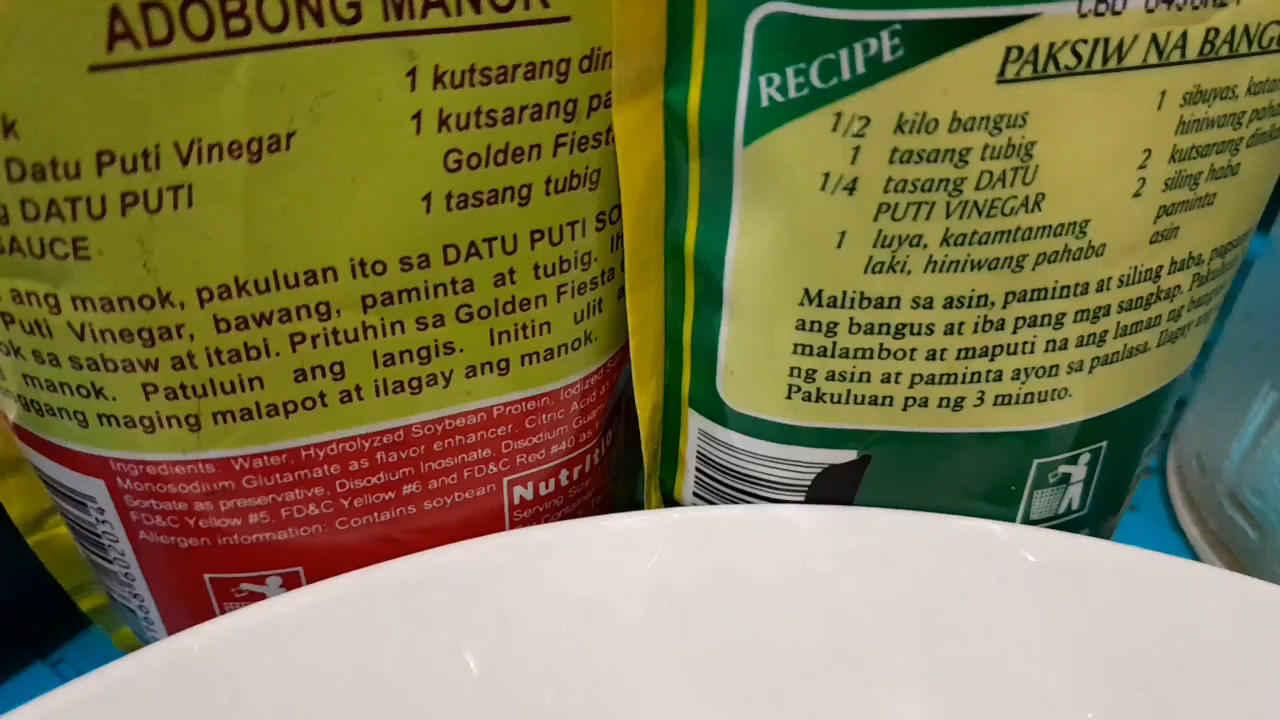 ADOBONG MANOK
1 kutsarang
1 kutsarang
Datu Puti Vinegar
Golden
DATU PUTI
1 tasang tubig
SAUCE
ang manok, pakuluan ito sa DATU PUTI
Puti Vinegar, bawang, paminta at tubig.
sa sabaw at itabi. Prituhin sa Golden Fiesta
manok. Patuluin ang langis. Initin ulit
maging malapot at ilagay ang manok.
Ingredients: Water, Hydrolyzed Soybean Protein, Iodized
Monosodium Glutamate as flavor enhancer, Citric Acid as
Sorbate as preservative, Disodium Inosinate, Disodium
FD&C Yellow #5, FD&C Yellow #6 and FD&C Red #40 as
Allergen information: Contains soybean
Serving
RECIPE
PAKSIW NA
1/2 kilo bangus
1 tasang tubig
1/4 tasang DATU
PUTI VINEGAR
1 luya, katamtamang
laki, hiniwang pahaba
1 sibuyas,
hiniwang
2 kutsarang
2 siling haba
paminta
asin
Maliban sa asin, paminta at siling haba,
ang bangus at iba pang mga sangkap.
malambot at maputi na ang laman ng
ng asin at paminta ayon sa panlasa. Ilagay
Pakuluan pa ng 3 minuto.